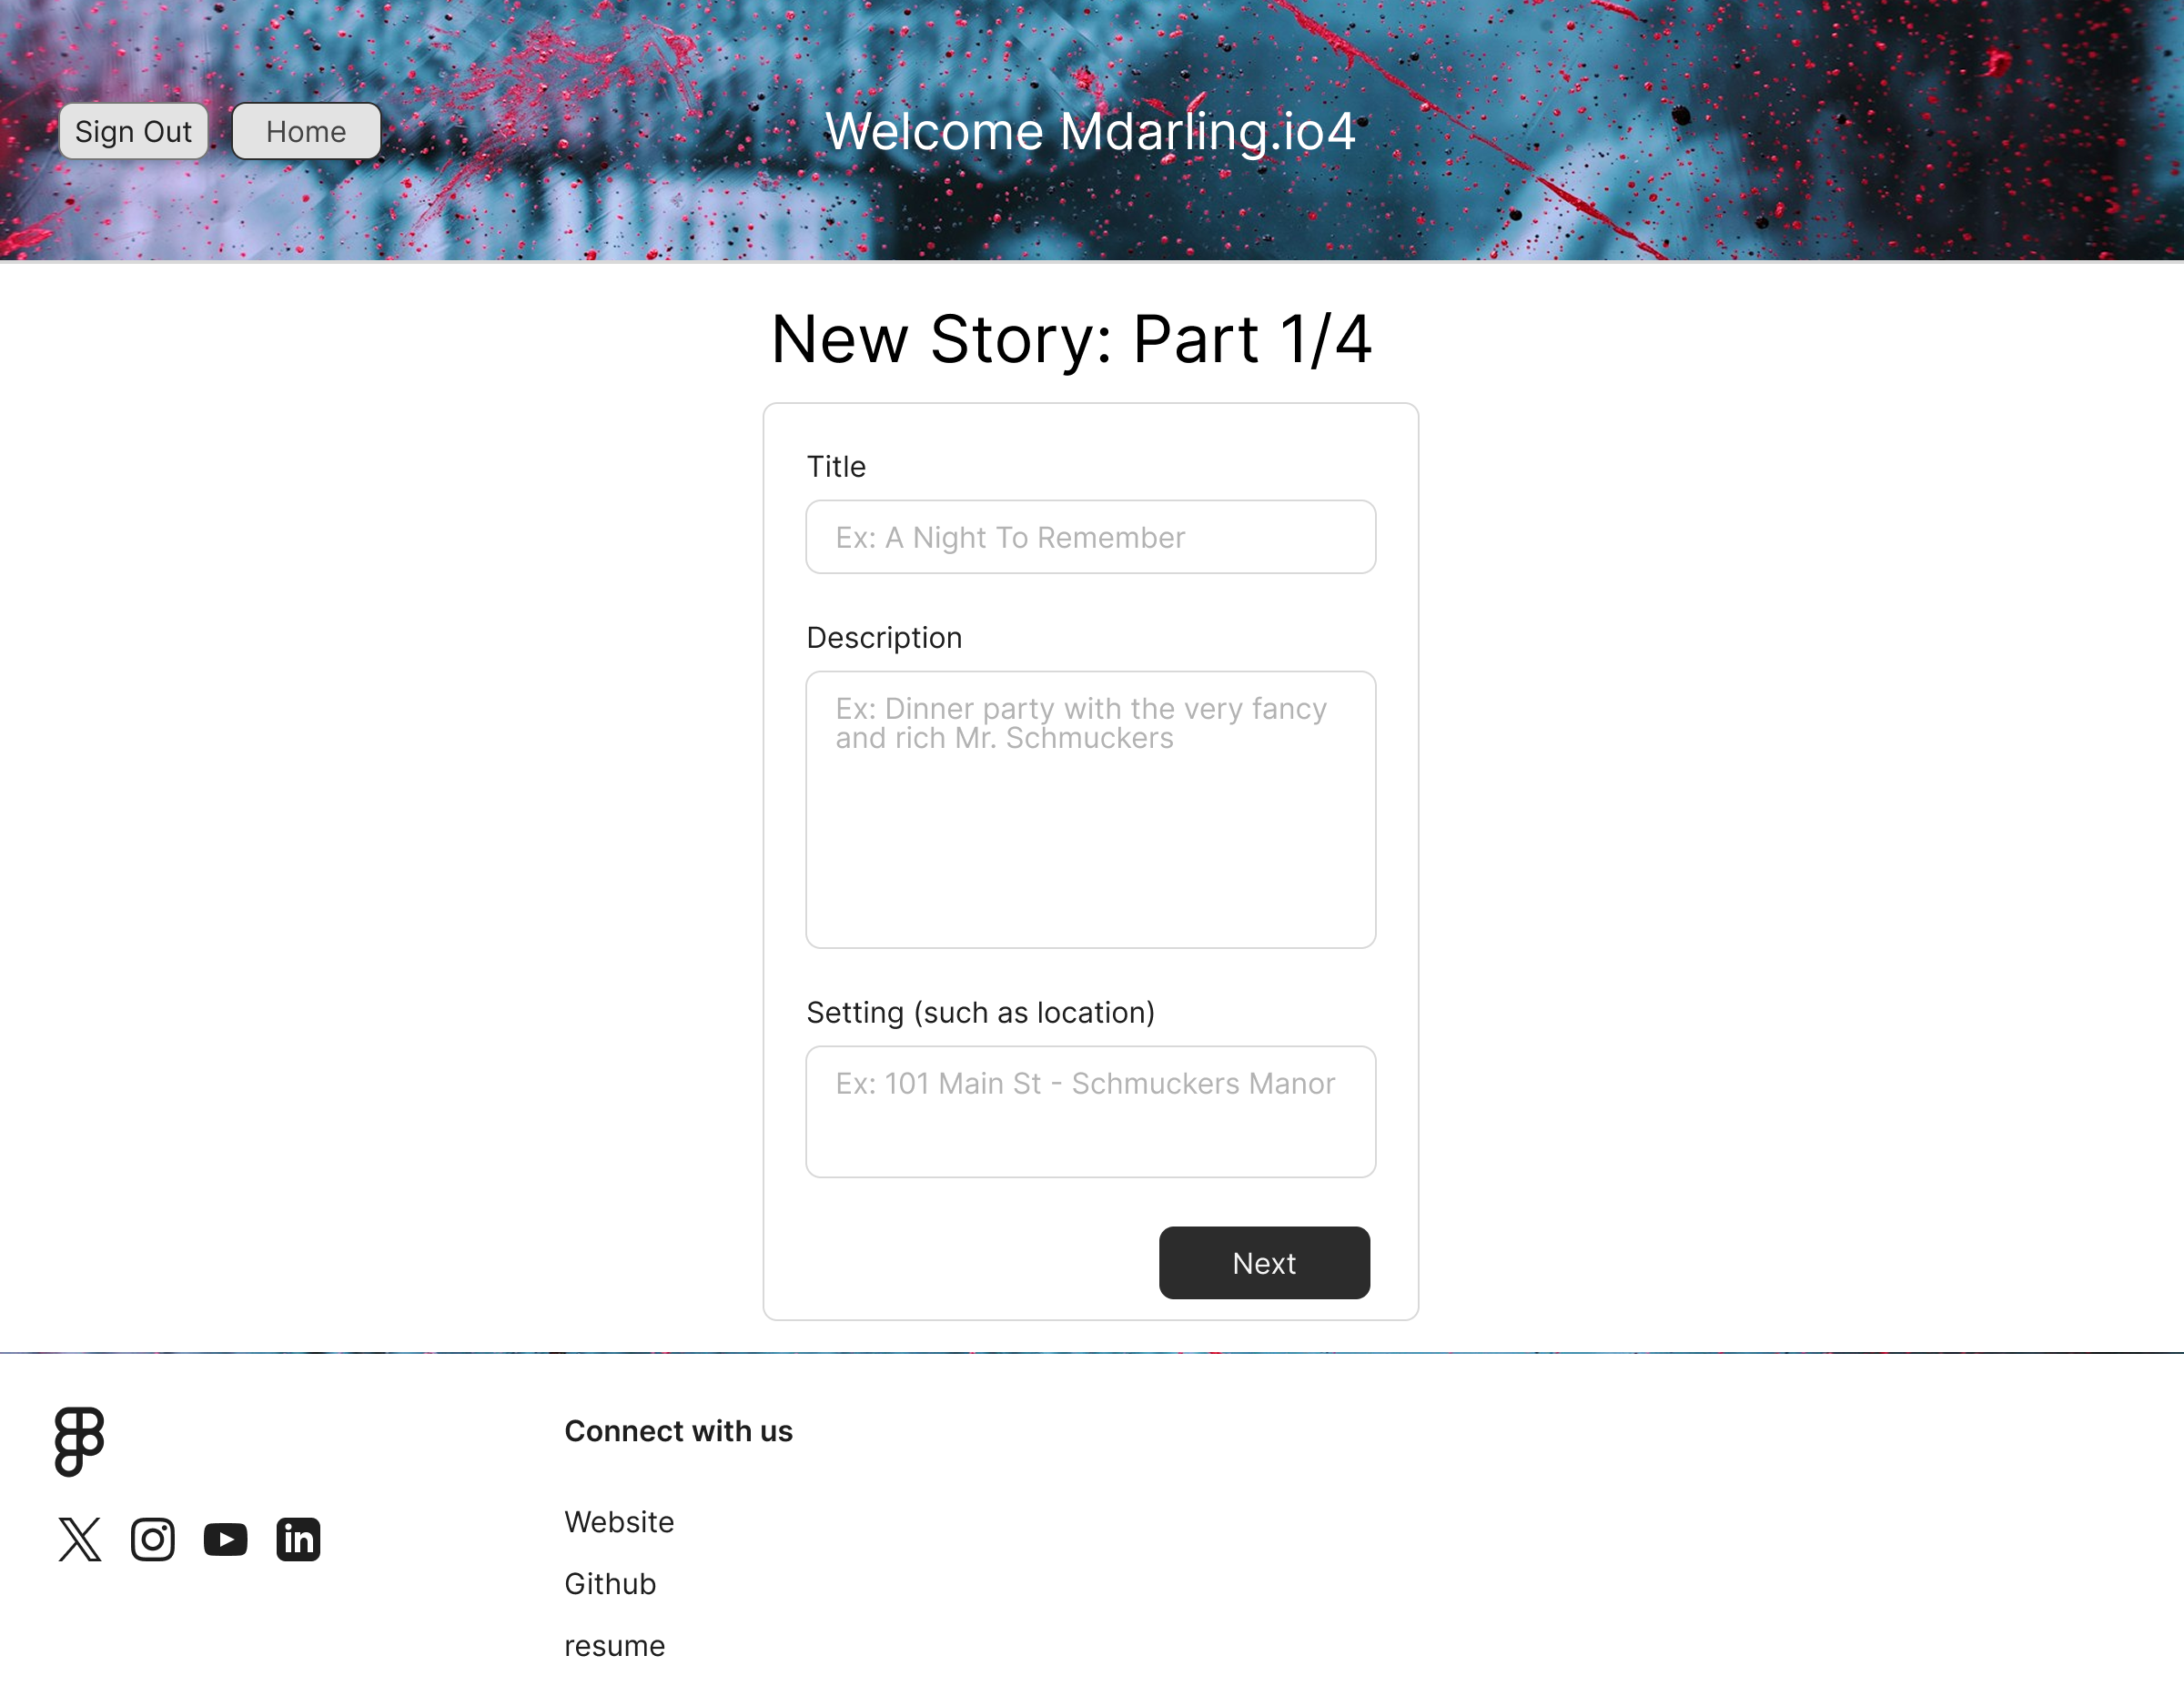 Sign Out
Home
Welcome Mdarling.io4
New Story: Part 1/4
Title
Ex: A Night To Remember
Description
Ex: Dinner party with the very fancy
and rich Mr. Schmuckers
Setting (such as location)
Ex: 101 Main St - Schmuckers Manor
Next
Connect with us
Website
Github
resume